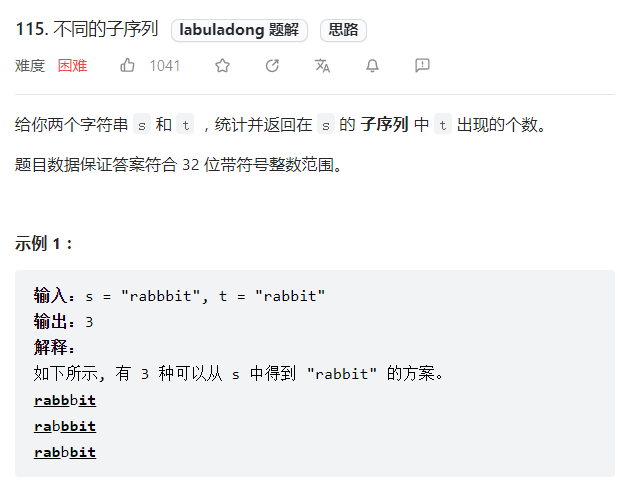 115. 不同的子序列 labuladong 题解 思路
难度 困难 1041
给你两个字符串 s 和 t ，统计并返回在 s 的 子序列 中 t 出现的个数。
题目数据保证答案符合 32 位带符号整数范围。
示例 1：
输入：s = "rabbbit", t = "rabbit"
输出：3
解释：
如下所示, 有 3 种可以从 s 中得到 "rabbit" 的方案。
rabbbit
rabbbit
rabbbit